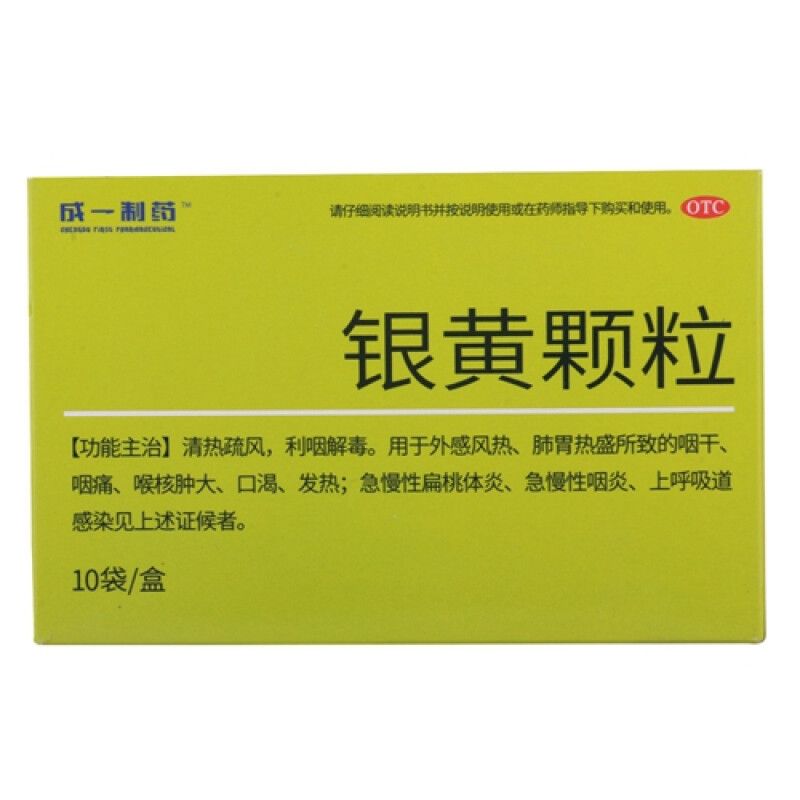 成一制药™
CHENGDU FIRST PHARMACEUTICAL
请仔细阅读说明书并按说明使用或在药师指导下购买和使用。 OTC
银黄颗粒
【功能主治】清热疏风，利咽解毒。用于外感风热、肺胃热盛所致的咽干、
咽痛、喉核肿大、口渴、发热；急慢性扁桃体炎、急慢性咽炎、上呼吸道
感染见上述证候者。
10袋/盒